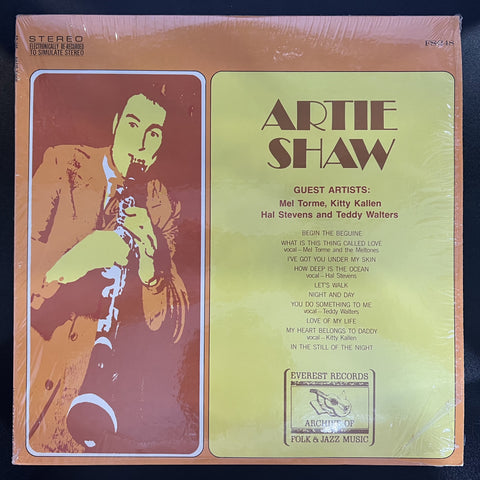 STEREO
ELECTRONICALLY RE-RECORDED
TO SIMULATE STEREO
FS-248
ARTIE
SHAW
GUEST ARTISTS:
Mel Torme, Kitty Kallen
Hal Stevens and Teddy Walters
BEGIN THE BEGUINE
WHAT IS THIS THING CALLED LOVE
vocal—Mel Torme and the Meltones
I'VE GOT YOU UNDER MY SKIN
HOW DEEP IS THE OCEAN
vocal—Hal Stevens
LET'S WALK
NIGHT AND DAY
YOU DO SOMETHING TO ME
vocal—Teddy Walters
LOVE OF MY LIFE
MY HEART BELONGS TO DADDY
vocal—Kitty Kallen
IN THE STILL OF THE NIGHT
EVEREST RECORDS
ARCHIVE OF
FOLK & JAZZ MUSIC